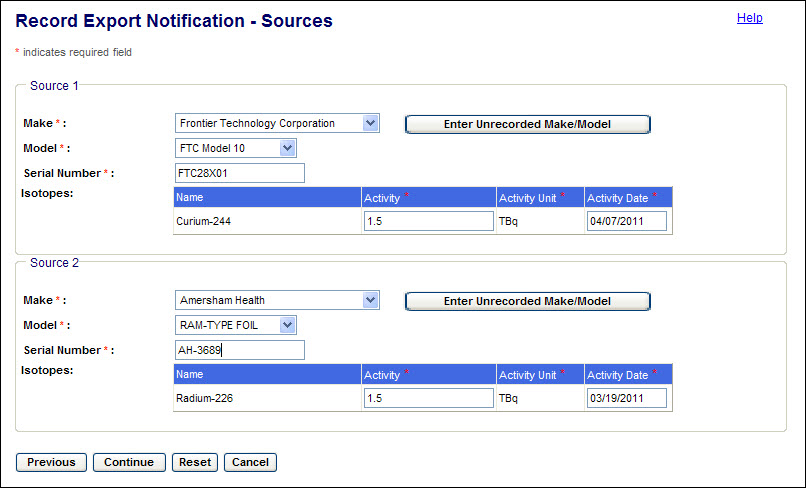 Record Export Notification - Sources
Help
* indicates required field
Source 1
Make * :
Frontier Technology Corporation
Enter Unrecorded Make/Model
Model * :
FTC Model 10
Serial Number * :
FTC28X01
Isotopes:
Name Activity * Activity Unit * Activity Date *
Curium-244 1.5 TBq 04/07/2011
Source 2
Make * :
Amersham Health
Enter Unrecorded Make/Model
Model * :
RAM-TYPE FOIL
Serial Number * :
AH-3689
Isotopes:
Name Activity * Activity Unit * Activity Date *
Radium-226 1.5 TBq 03/19/2011
Previous Continue Reset Cancel